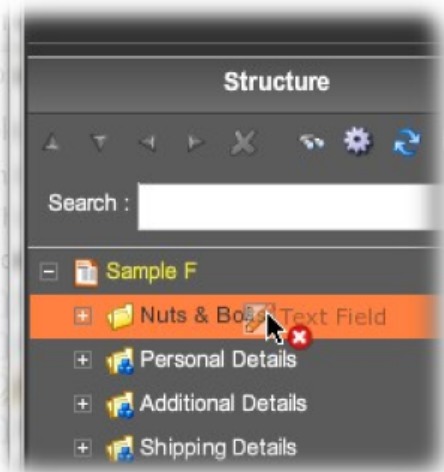 Structure
Search :
Sample F
Nuts & Bo Text Field
Personal Details
Additional Details
Shipping Details